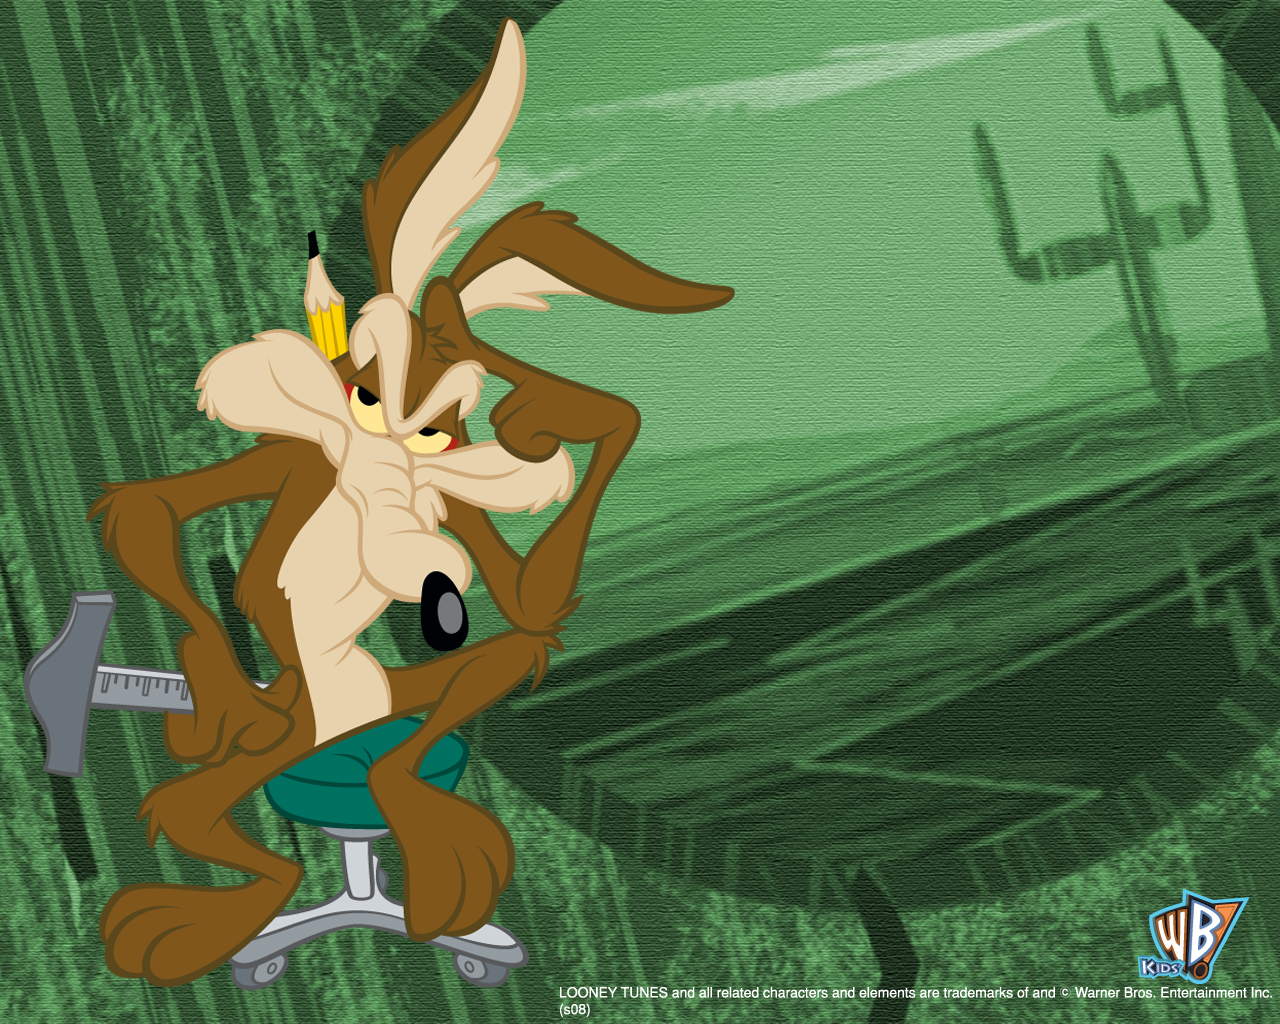 WB
KIDS
LOONEY TUNES and all related characters and elements are trademarks of and © Warner Bros. Entertainment Inc.
(s08)